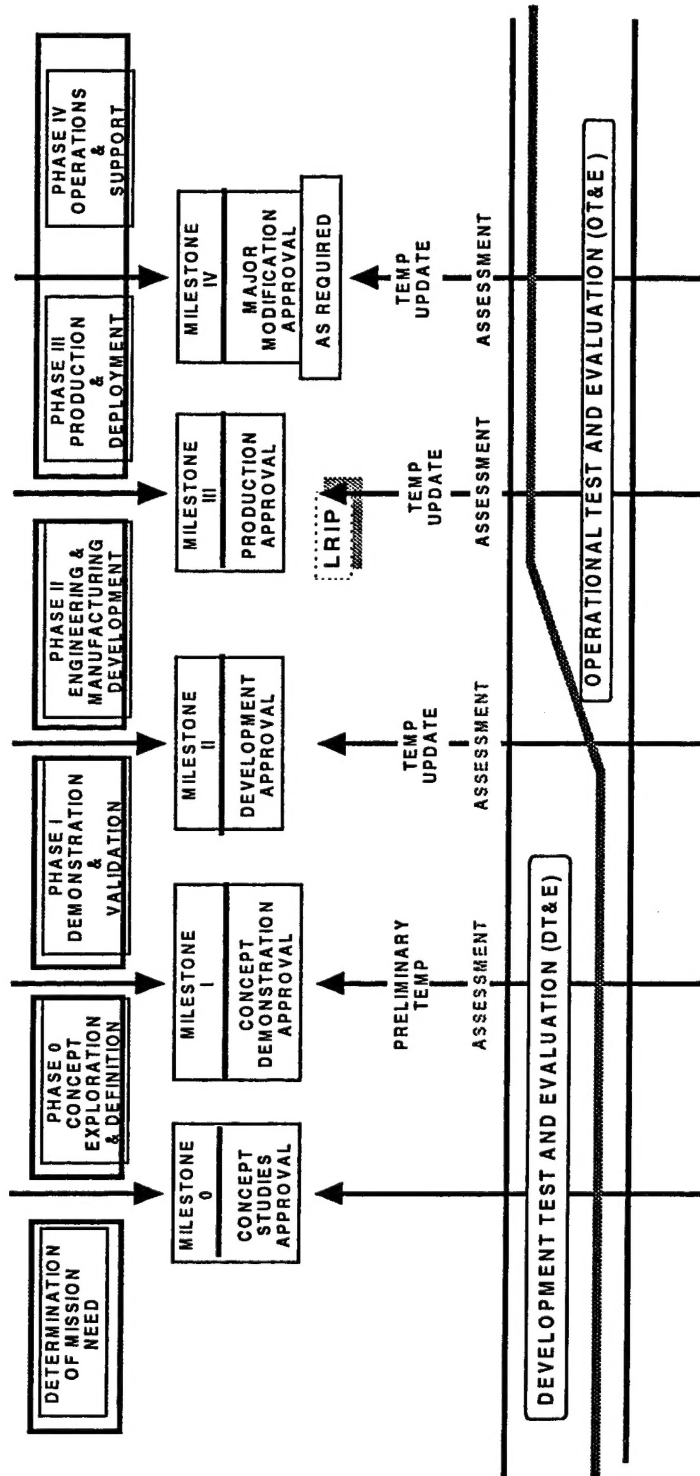 DETERMINATION
OF MISSION
NEED
PHASE 0
CONCEPT
EXPLORATION
& DEFINITION
PHASE I
DEMONSTRATION
&
VALIDATION
PHASE II
ENGINEERING &
MANUFACTURING
DEVELOPMENT
PHASE III
PRODUCTION
&
DEPLOYMENT
PHASE IV
OPERATIONS
&
SUPPORT
MILESTONE
0
CONCEPT
STUDIES
APPROVAL
MILESTONE
I
CONCEPT
DEMONSTRATION
APPROVAL
MILESTONE
II
DEVELOPMENT
APPROVAL
MILESTONE
III
PRODUCTION
APPROVAL
MILESTONE
IV
MAJOR
MODIFICATION
APPROVAL
AS REQUIRED
LRIP
PRELIMINARY
TEMP
TEMP
UPDATE
TEMP
UPDATE
TEMP
UPDATE
ASSESSMENT
ASSESSMENT
ASSESSMENT
ASSESSMENT
DEVELOPMENT TEST AND EVALUATION (DT&E)
OPERATIONAL TEST AND EVALUATION (OT&E)